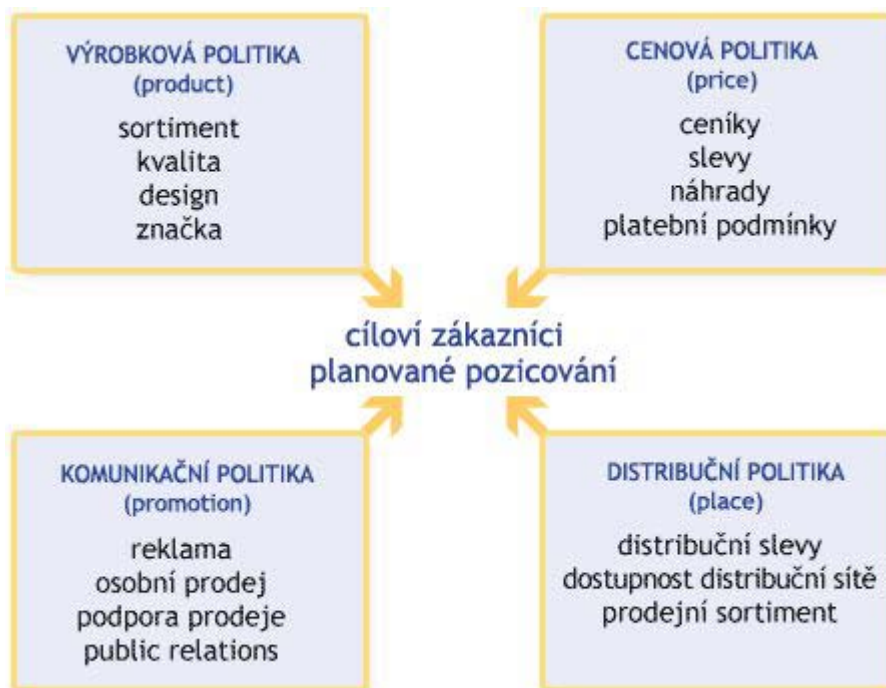 VÝROBKOVÁ POLITIKA
(product)
sortiment
kvalita
design
značka
CENOVÁ POLITIKA
(price)
ceníky
slevy
náhrady
platební podmínky
cíloví zákazníci
planované pozicování
KOMUNIKAČNÍ POLITIKA
(promotion)
reklama
osobní prodej
podpora prodeje
public relations
DISTRIBUČNÍ POLITIKA
(place)
distribuční slevy
dostupnost distribuční sítě
prodejní sortiment